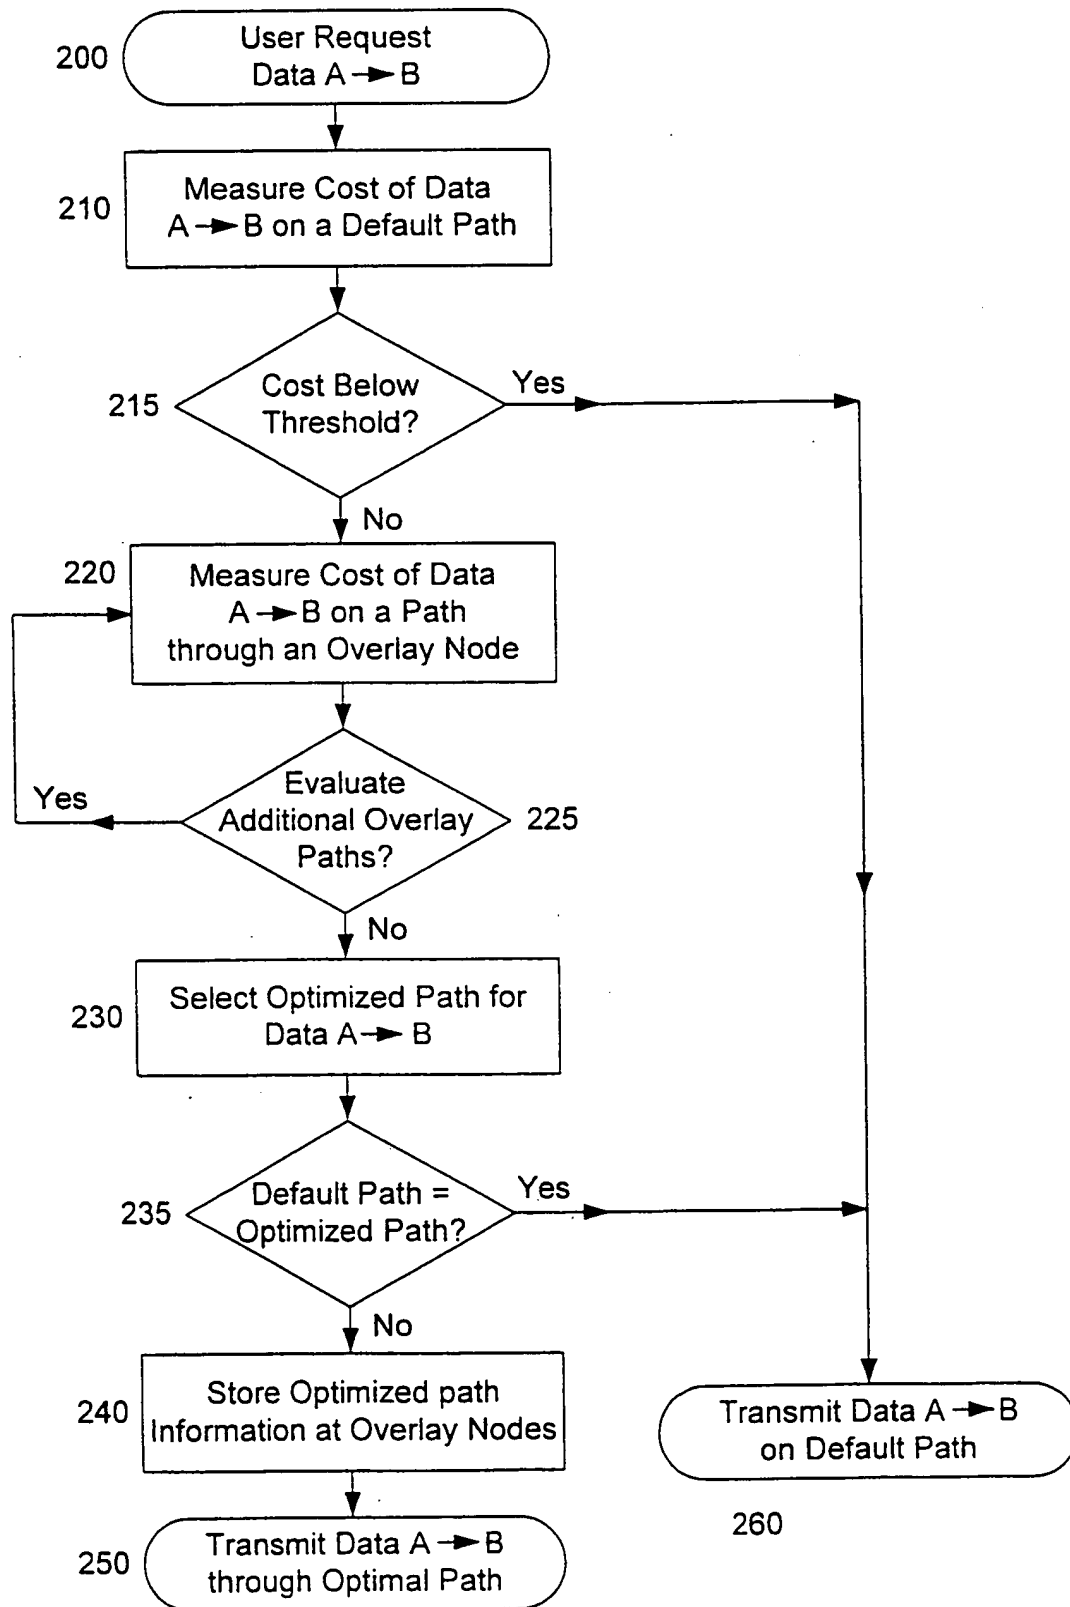 200
User Request
Data A → B
210
Measure Cost of Data
A → B on a Default Path
215
Cost Below
Threshold?
Yes
No
220
Measure Cost of Data
A → B on a Path
through an Overlay Node
Yes
Evaluate
Additional Overlay
Paths?
225
No
230
Select Optimized Path for
Data A → B
235
Default Path =
Optimized Path?
Yes
No
240
Store Optimized path
Information at Overlay Nodes
Transmit Data A → B
on Default Path
260
250
Transmit Data A → B
through Optimal Path